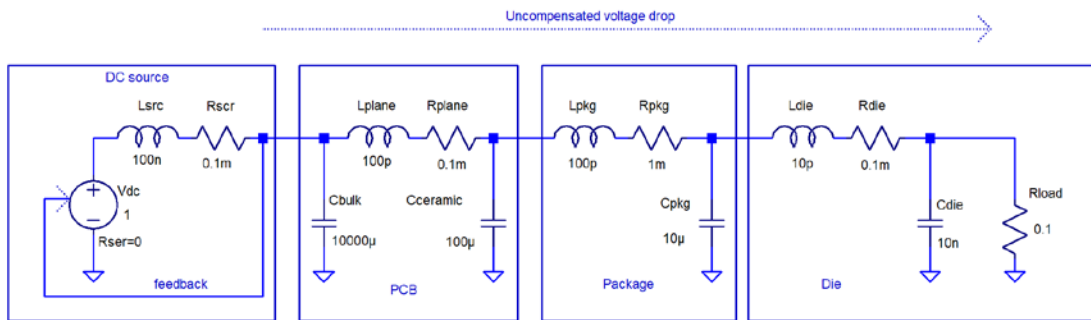 Uncompensated voltage drop
DC source
Lsrc
Rscr
100n
0.1m
Vdc
1
Rser=0
feedback
Lplane
Rplane
100p
0.1m
Cbulk
10000µ
Cceramic
100µ
PCB
Lpkg
Rpkg
100p
1m
Cpkg
10µ
Package
Ldie
Rdie
10p
0.1m
Cdie
10n
Rload
0.1
Die